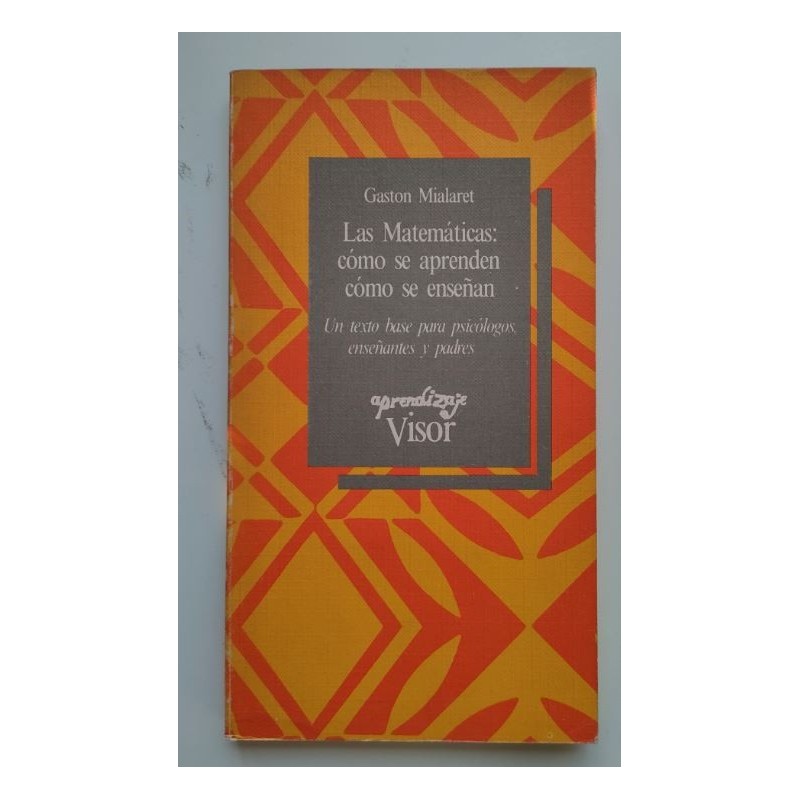 Gaston Mialaret
Las Matemáticas:
cómo se aprenden
cómo se enseñan
Un texto base para psicólogos,
enseñantes y padres
aprendizaje
Visor